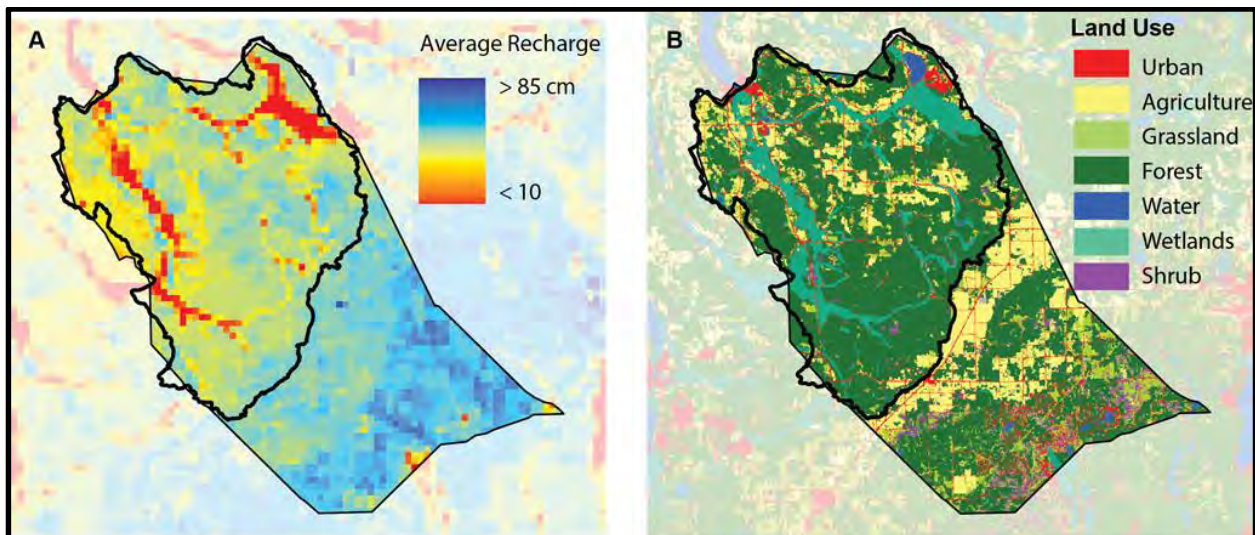 A
Average Recharge
> 85 cm
< 10
B
Land Use
Urban
Agriculture
Grassland
Forest
Water
Wetlands
Shrub